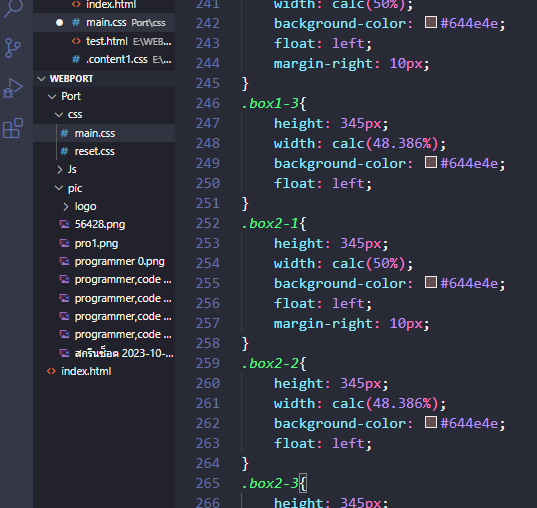 index.html
main.css Port\css
test.html E:\WEB...
.content1.css E:\...
WEBPORT
Port
css
main.css
reset.css
Js
pic
logo
56428.png
pro1.png
programmer 0.png
programmer,code ...
programmer,code ...
programmer,code ...
programmer,code ...
สกรีนช็อต 2023-10-...
index.html
241 width: calc(50%);
242 background-color: #644e4e;
243 float: left;
244 margin-right: 10px;
245 }
246 .box1-3{
247 height: 345px;
248 width: calc(48.386%);
249 background-color: #644e4e;
250 float: left;
251 }
252 .box2-1{
253 height: 345px;
254 width: calc(50%);
255 background-color: #644e4e;
256 float: left;
257 margin-right: 10px;
258 }
259 .box2-2{
260 height: 345px;
261 width: calc(48.386%);
262 background-color: #644e4e;
263 float: left;
264 }
265 .box2-3{
266 height: 345px;